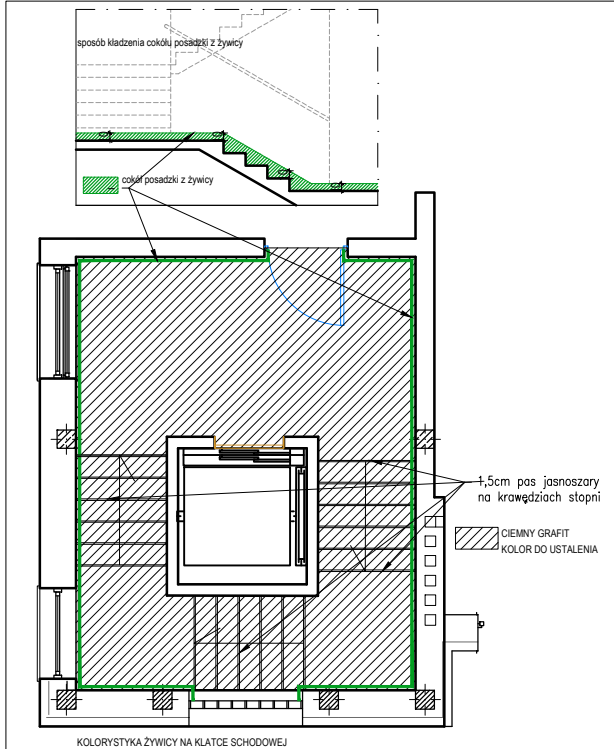 sposób kładzenia cokółu posadzki z żywicy
cokół posadzki z żywicy
1,5cm pas jasnoszary
na krawędziach stopni
CIEMNY GRAFIT
KOLOR DO USTALENIA
KOLORYSTYKA ŻYWICY NA KLATCE SCHODOWEJ